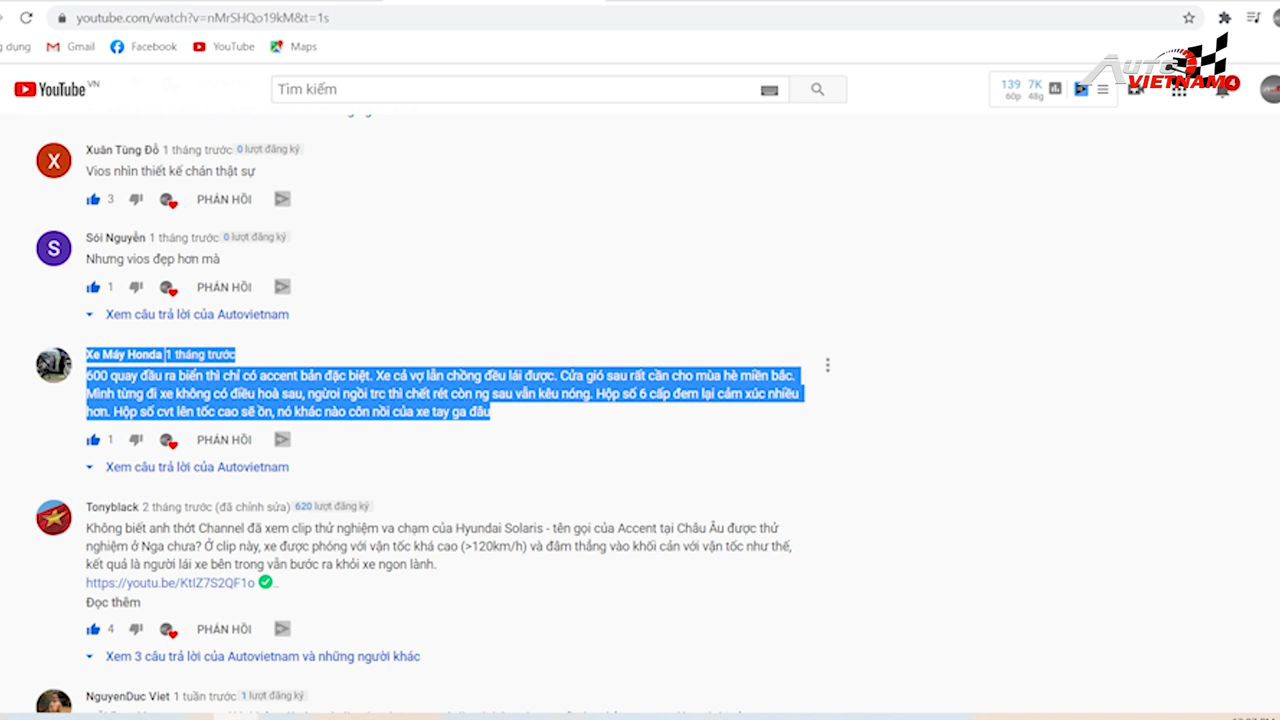 youtube.com/watch?v=nMrSHQo19kM&t=1s
g dụng Gmail Facebook YouTube Maps
AUTO
VIETNAM
YouTube VN Tìm kiếm 139 7K
60p 48g
Xuân Tùng Đỗ 1 tháng trước 0 lượt đăng ký
Vios nhìn thiết kế chán thật sự
3 PHẢN HỒI
Sói Nguyễn 1 tháng trước 0 lượt đăng ký
Nhưng vios đẹp hơn mà
1 PHẢN HỒI
Xem câu trả lời của Autovietnam
Xe Máy Honda 1 tháng trước
600 quay đầu ra biển thì chỉ có accent bản đặc biệt. Xe cả vợ lẫn chồng đều lái được. Cửa gió sau rất cần cho mùa hè miền bắc.
Mình từng đi xe không có điều hoà sau, ngừoi ngồi trc thì chết rét còn ng sau vẫn kêu nóng. Hộp số 6 cấp đem lại cảm xúc nhiều
hơn. Hộp số cvt lên tốc cao sẽ ồn, nó khác nào côn nồi của xe tay ga đâu
1 PHẢN HỒI
Xem câu trả lời của Autovietnam
Tonyblack 2 tháng trước (đã chỉnh sửa) 620 lượt đăng ký
Không biết anh thớt Channel đã xem clip thử nghiệm va chạm của Hyundai Solaris - tên gọi của Accent tại Châu Âu được thử
nghiệm ở Nga chưa? Ở clip này, xe được phóng với vận tốc khá cao (>120km/h) và đâm thẳng vào khối cản với vận tốc như thế,
kết quả là người lái xe bên trong vẫn bước ra khỏi xe ngon lành.
https://youtu.be/KtlZ7S2QF1o ..
Đọc thêm
4 PHẢN HỒI
Xem 3 câu trả lời của Autovietnam và những người khác
NguyenDuc Viet 1 tuần trước 1 lượt đăng ký